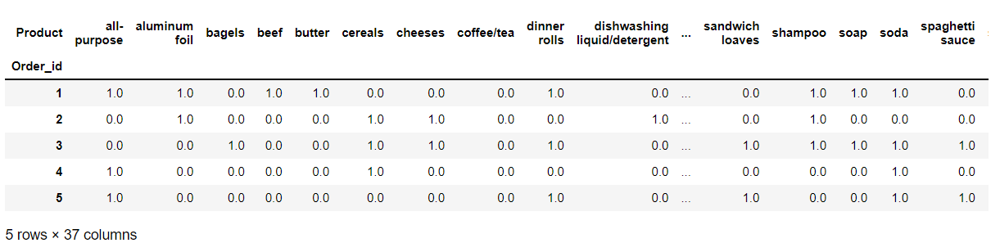 Product all-purpose aluminum foil bagels beef butter cereals cheeses coffee/tea dinner rolls dishwashing liquid/detergent ... sandwich loaves shampoo soap soda spaghetti sauce
Order_id
1 1.0 1.0 0.0 1.0 1.0 0.0 0.0 0.0 1.0 0.0 ... 0.0 1.0 1.0 1.0 0.0
2 0.0 1.0 0.0 0.0 0.0 1.0 1.0 0.0 0.0 1.0 ... 0.0 1.0 0.0 0.0 0.0
3 0.0 0.0 1.0 0.0 0.0 1.0 1.0 0.0 1.0 0.0 ... 1.0 1.0 1.0 1.0 1.0
4 1.0 0.0 0.0 0.0 0.0 1.0 0.0 0.0 0.0 0.0 ... 0.0 0.0 0.0 1.0 0.0
5 1.0 0.0 0.0 0.0 0.0 0.0 0.0 0.0 1.0 0.0 ... 1.0 0.0 0.0 1.0 1.0
5 rows × 37 columns